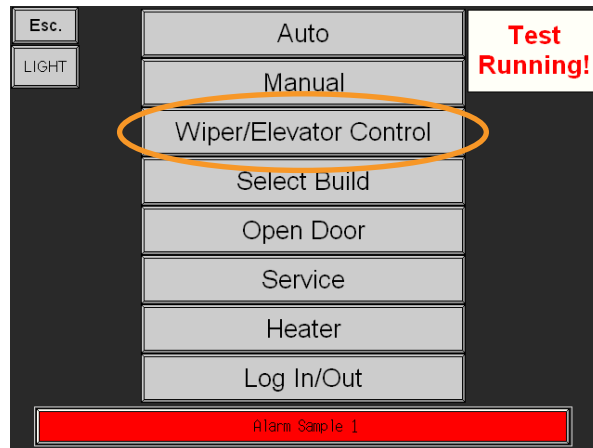 Esc.
LIGHT
Auto
Manual
Wiper/Elevator Control
Select Build
Open Door
Service
Heater
Log In/Out
Test
Running!
Alarm Sample 1